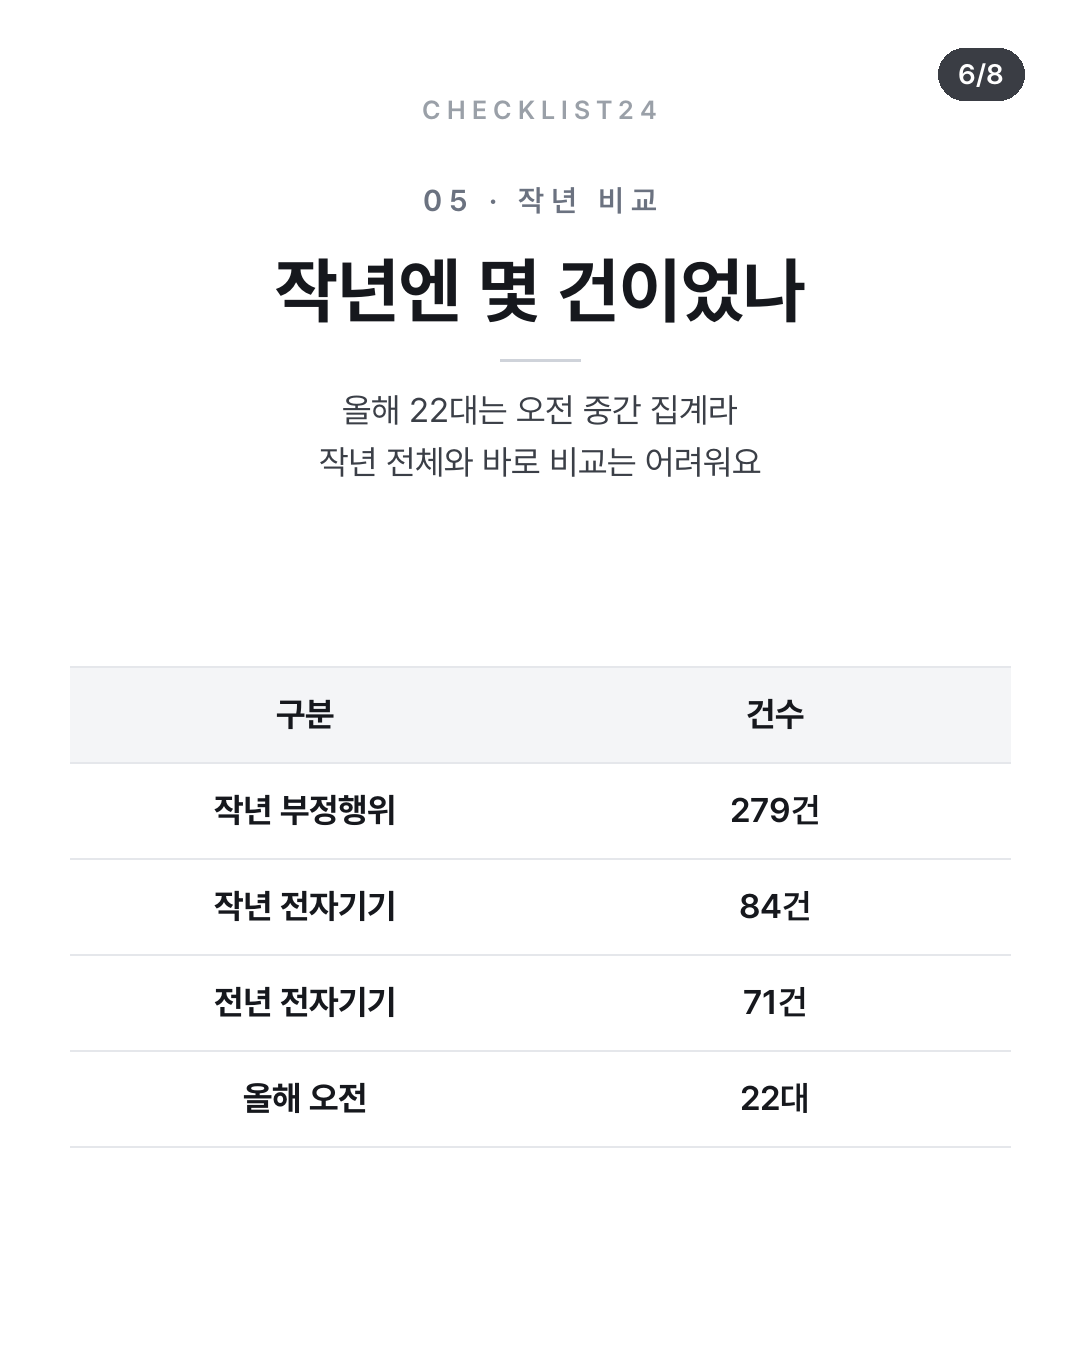 6/8
CHECKLIST24
05 · 작년 비교
작년엔 몇 건이었나
올해 22대는 오전 중간 집계라
작년 전체와 바로 비교는 어려워요
구분 건수
작년 부정행위 279건
작년 전자기기 84건
전년 전자기기 71건
올해 오전 22대